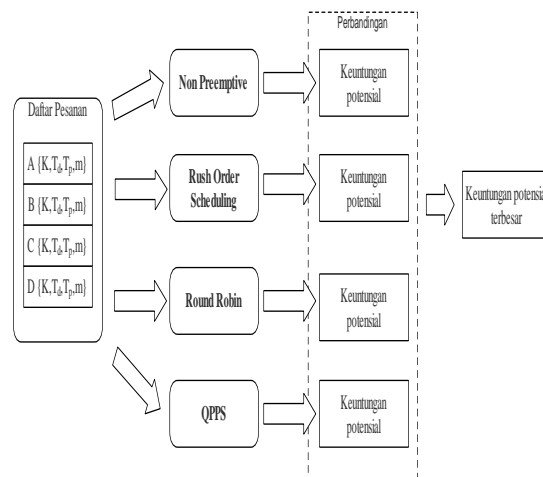 Perbandingan
Daftar Pesanan
A {K,Td,Tp,m}
B {K,Td,Tp,m}
C {K,Td,Tp,m}
D {K,Td,Tp,m}
Non Preemptive
Keuntungan
potensial
Rush Order
Scheduling
Keuntungan
potensial
Round Robin
Keuntungan
potensial
QPPS
Keuntungan
potensial
Keuntungan potensia
terbesar